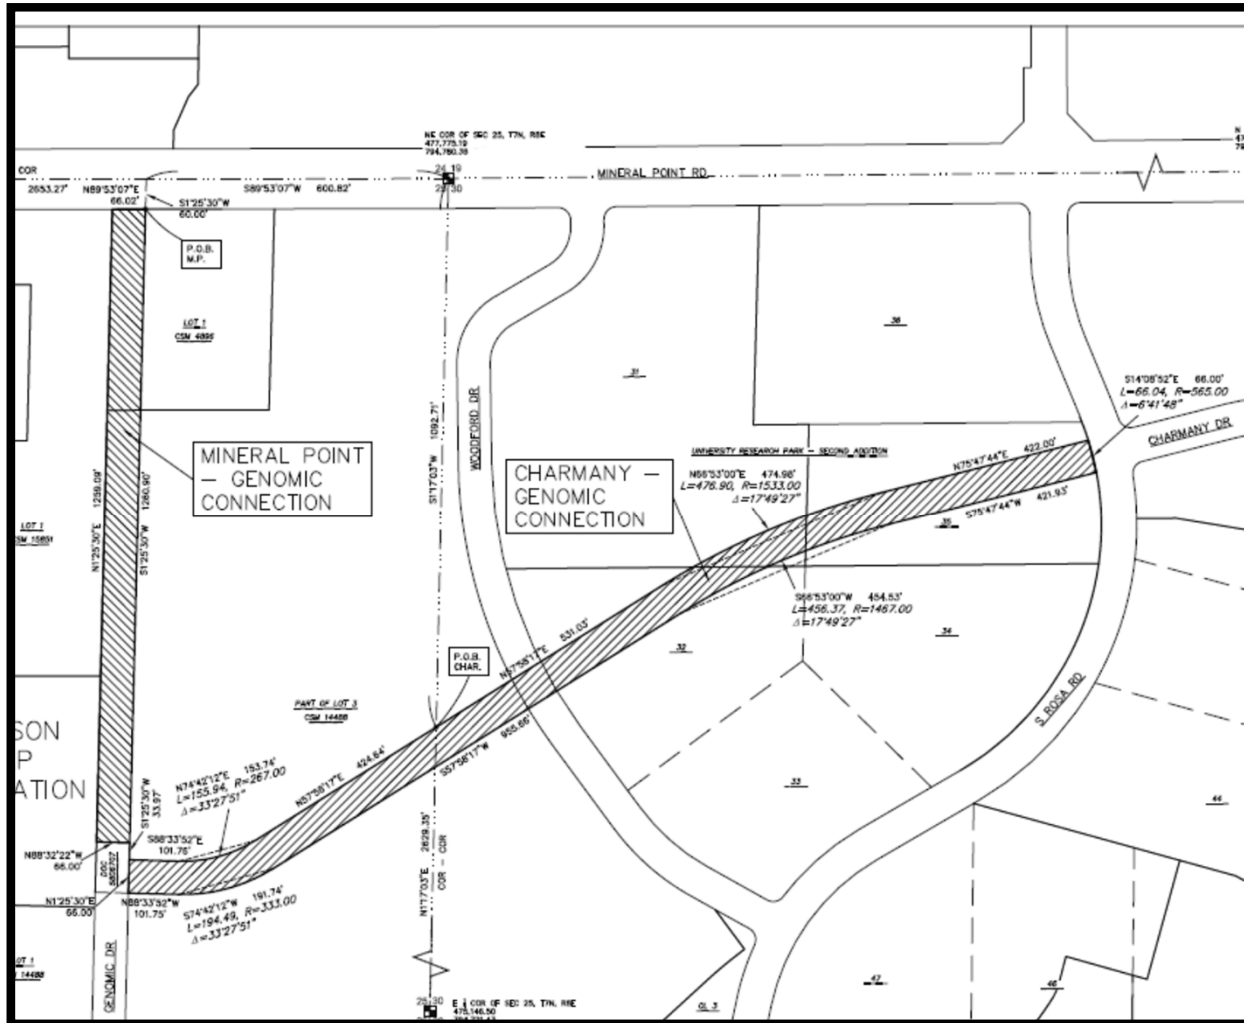 NE COR OF SEC 25, T7N, R8E
477,775.19
794,780.76
N
47
79
COR
24 19
25 30
MINERAL POINT RD
2653.27'
N89°53'07"E
66.02'
S89°53'07"W 600.82'
S1°25'30"W
60.00'
P.O.B.
M.P.
LOT 1
CSM 4895
38
31
S14°08'52"E 66.00'
L=66.04, R=565.00
Δ=6°41'48"
CHARMANY DR
WOODFORD DR
S1°17'03"W 1092.71'
MINERAL POINT
– GENOMIC
CONNECTION
UNIVERSITY RESEARCH PARK – SECOND ADDITION
CHARMANY –
GENOMIC
CONNECTION
N66°53'00"E 474.98'
L=476.90, R=1533.00
Δ=17°49'27"
N75°47'44"E 422.00'
S75°47'44"W 421.93'
35
N1°25'30"E 1259.09'
S1°25'30"W 1260.90'
LOT 1
S66°53'00"W 454.53'
L=456.37, R=1467.00
Δ=17°49'27"
34
32
P.O.B.
CHAR.
N57°58'17"E 531.03'
S57°58'17"W 955.66'
PART OF LOT 3
CSM 14488
S ROSA RD
SON
P
ATION
N57°58'17"E 424.64'
N74°42'12"E 153.74'
L=155.94, R=267.00
Δ=33°27'51"
33
44
S1°25'30"W
33.97'
S88°33'52"E
101.76'
N88°32'22"W
66.00'
DOC
N1°25'30"E
66.00'
N88°33'52"W
101.75'
S74°42'12"W 191.74'
L=194.49, R=333.00
Δ=33°27'51"
N1°17'03"E 2629.35'
COR - COR
GENOMIC DR
OT 1
14488
47
46
OL 3
25 30
E ¼ COR OF SEC 25, T7N, R8E
475,146.50